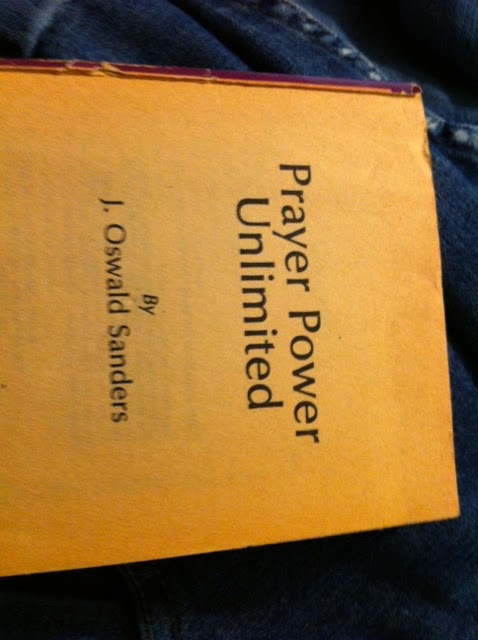 Prayer Power
Unlimited
By
J. Oswald Sanders